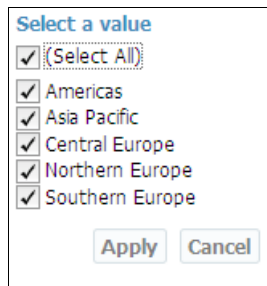 Select a value
(Select All)
Americas
Asia Pacific
Central Europe
Northern Europe
Southern Europe
Apply Cancel